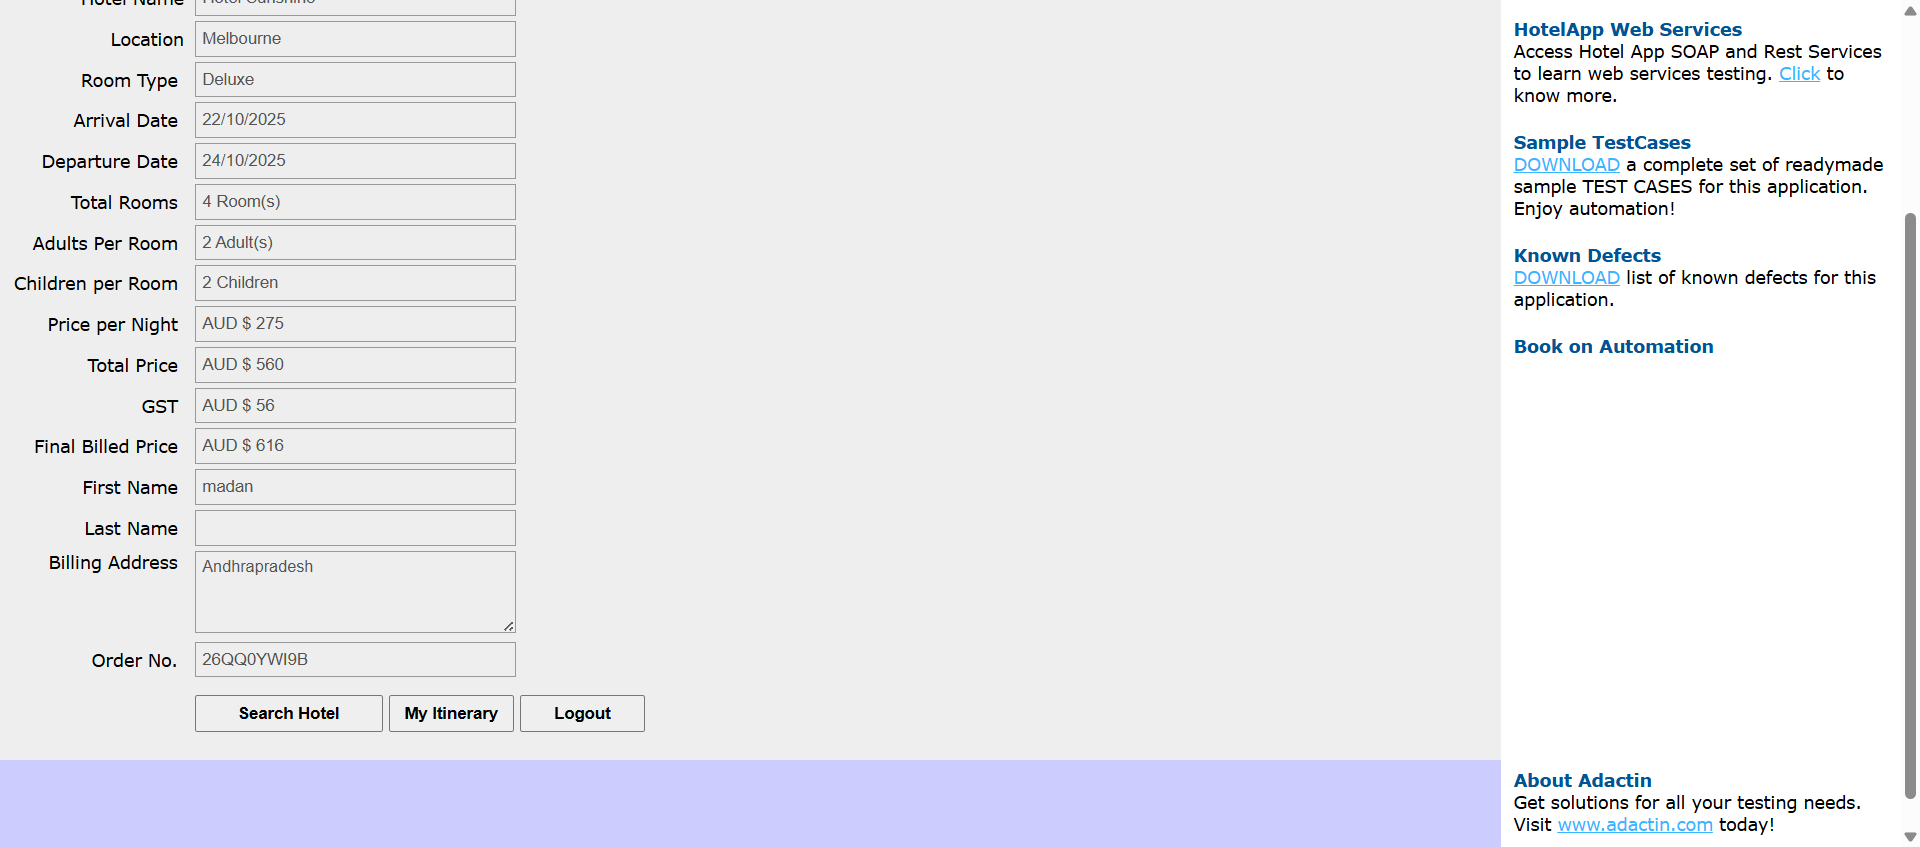 Hotel Name Hotel Sunshine
Location Melbourne
Room Type Deluxe
Arrival Date 22/10/2025
Departure Date 24/10/2025
Total Rooms 4 Room(s)
Adults Per Room 2 Adult(s)
Children per Room 2 Children
Price per Night AUD $ 275
Total Price AUD $ 560
GST AUD $ 56
Final Billed Price AUD $ 616
First Name madan
Last Name
Billing Address Andhrapradesh
Order No. 26QQ0YWI9B
Search Hotel My Itinerary Logout
HotelApp Web Services
Access Hotel App SOAP and Rest Services
to learn web services testing. Click to
know more.
Sample TestCases
DOWNLOAD a complete set of readymade
sample TEST CASES for this application.
Enjoy automation!
Known Defects
DOWNLOAD list of known defects for this
application.
Book on Automation
About Adactin
Get solutions for all your testing needs.
Visit www.adactin.com today!